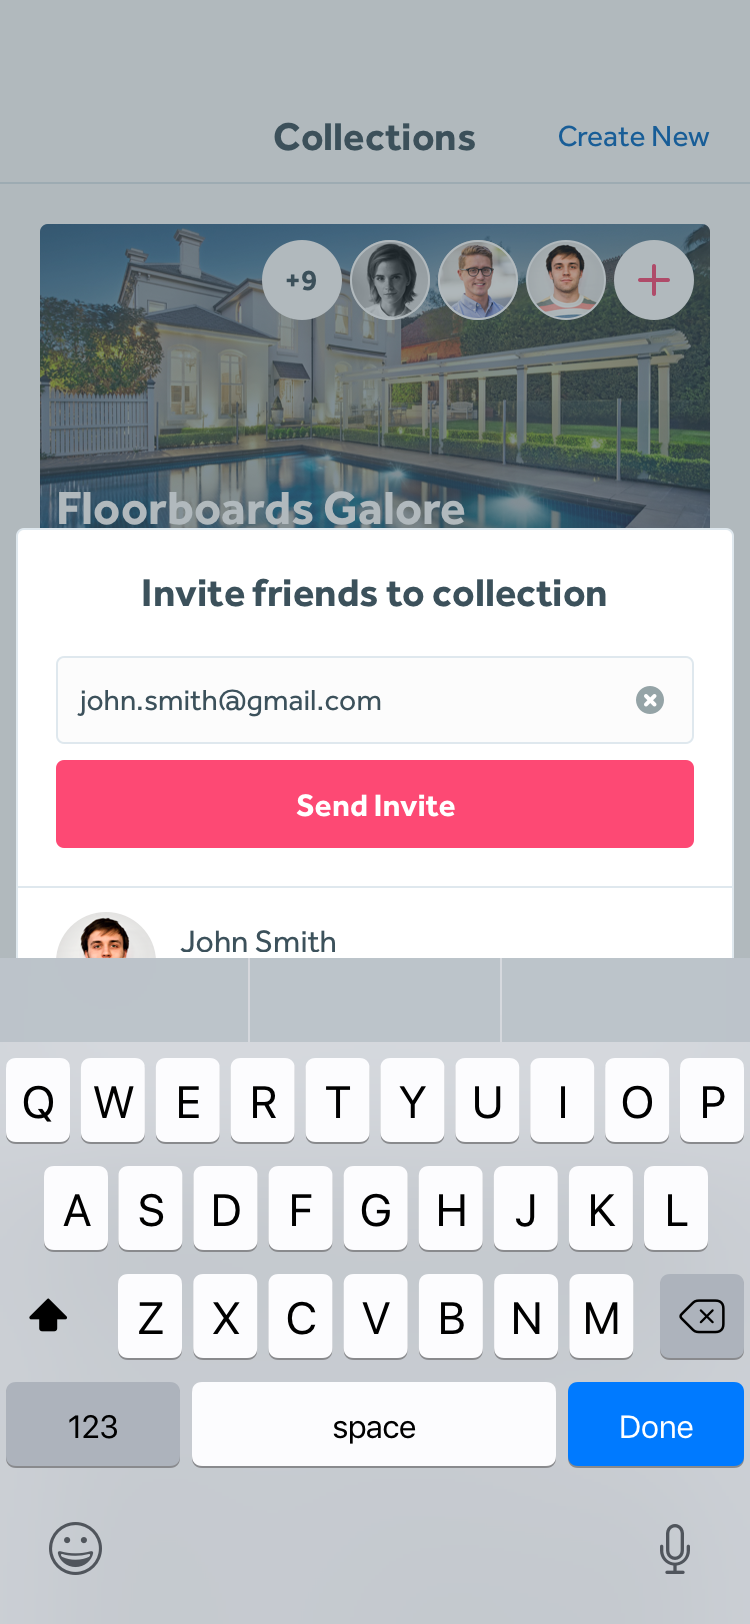 Collections
Create New
+9
Floorboards Galore
Invite friends to collection
john.smith@gmail.com
Send Invite
John Smith
Q W E R T Y U I O P
A S D F G H J K L
Z X C V B N M
123 space Done